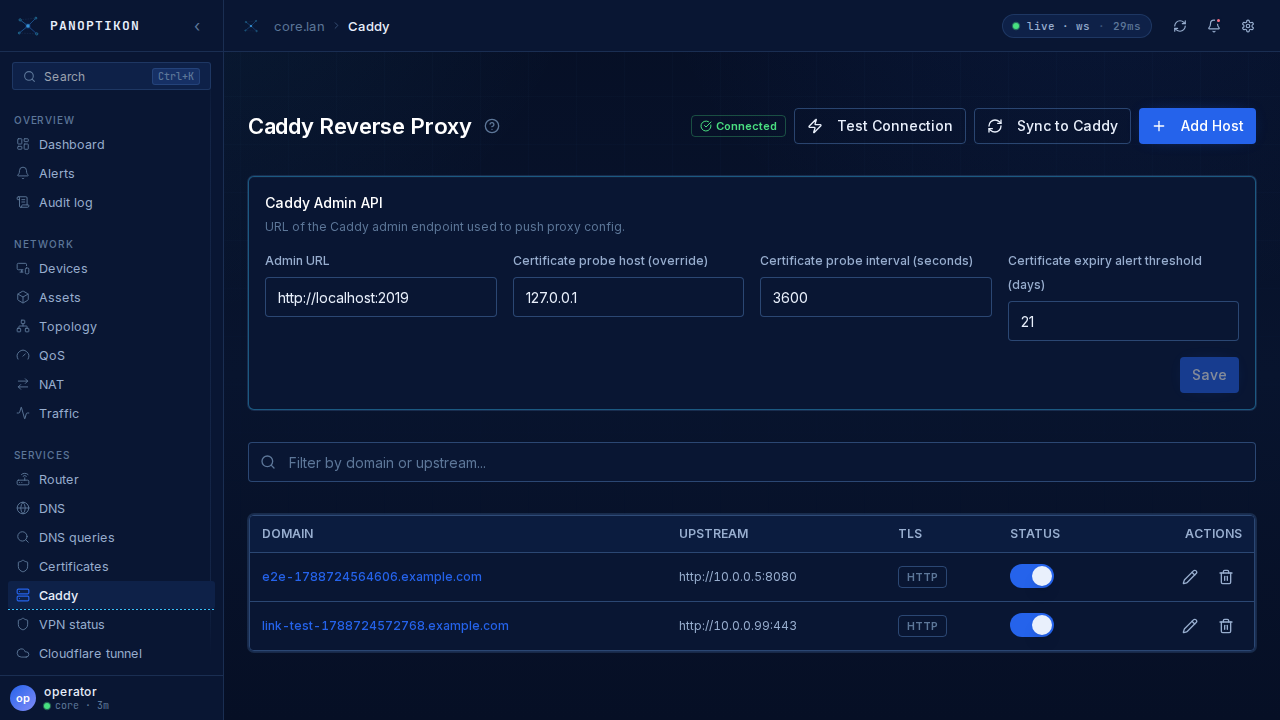 PANOPTIKON
core.lan
Caddy
live · ws · 29ms
Search
Ctrl+K
OVERVIEW
Dashboard
Alerts
Audit log
NETWORK
Devices
Assets
Topology
QoS
NAT
Traffic
SERVICES
Router
DNS
DNS queries
Certificates
Caddy
VPN status
Cloudflare tunnel
op
operator
core · 3m
Caddy Reverse Proxy
Connected
Test Connection
Sync to Caddy
Add Host
Caddy Admin API
URL of the Caddy admin endpoint used to push proxy config.
Admin URL
http://localhost:2019
Certificate probe host (override)
127.0.0.1
Certificate probe interval (seconds)
3600
Certificate expiry alert threshold
(days)
21
Save
Filter by domain or upstream...
DOMAIN UPSTREAM TLS STATUS ACTIONS
e2e-1788724564606.example.com http://10.0.0.5:8080 HTTP
link-test-1788724572768.example.com http://10.0.0.99:443 HTTP